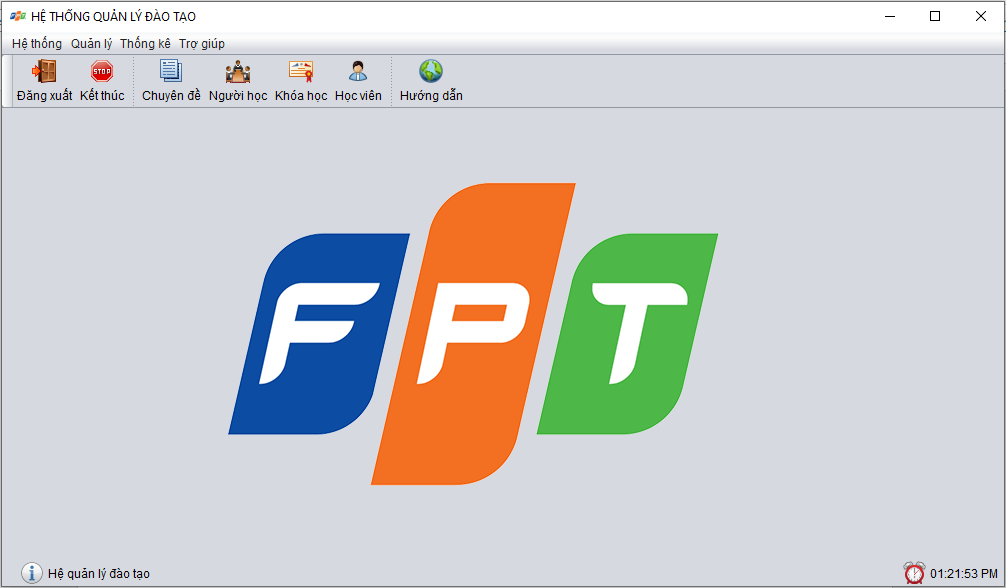 HỆ THỐNG QUẢN LÝ ĐÀO TẠO
Hệ thống Quản lý Thống kê Trợ giúp
STOP
Đăng xuất Kết thúc Chuyên đề Người học Khóa học Học viên Hướng dẫn
FPT
Hệ quản lý đào tạo 01:21:53 PM